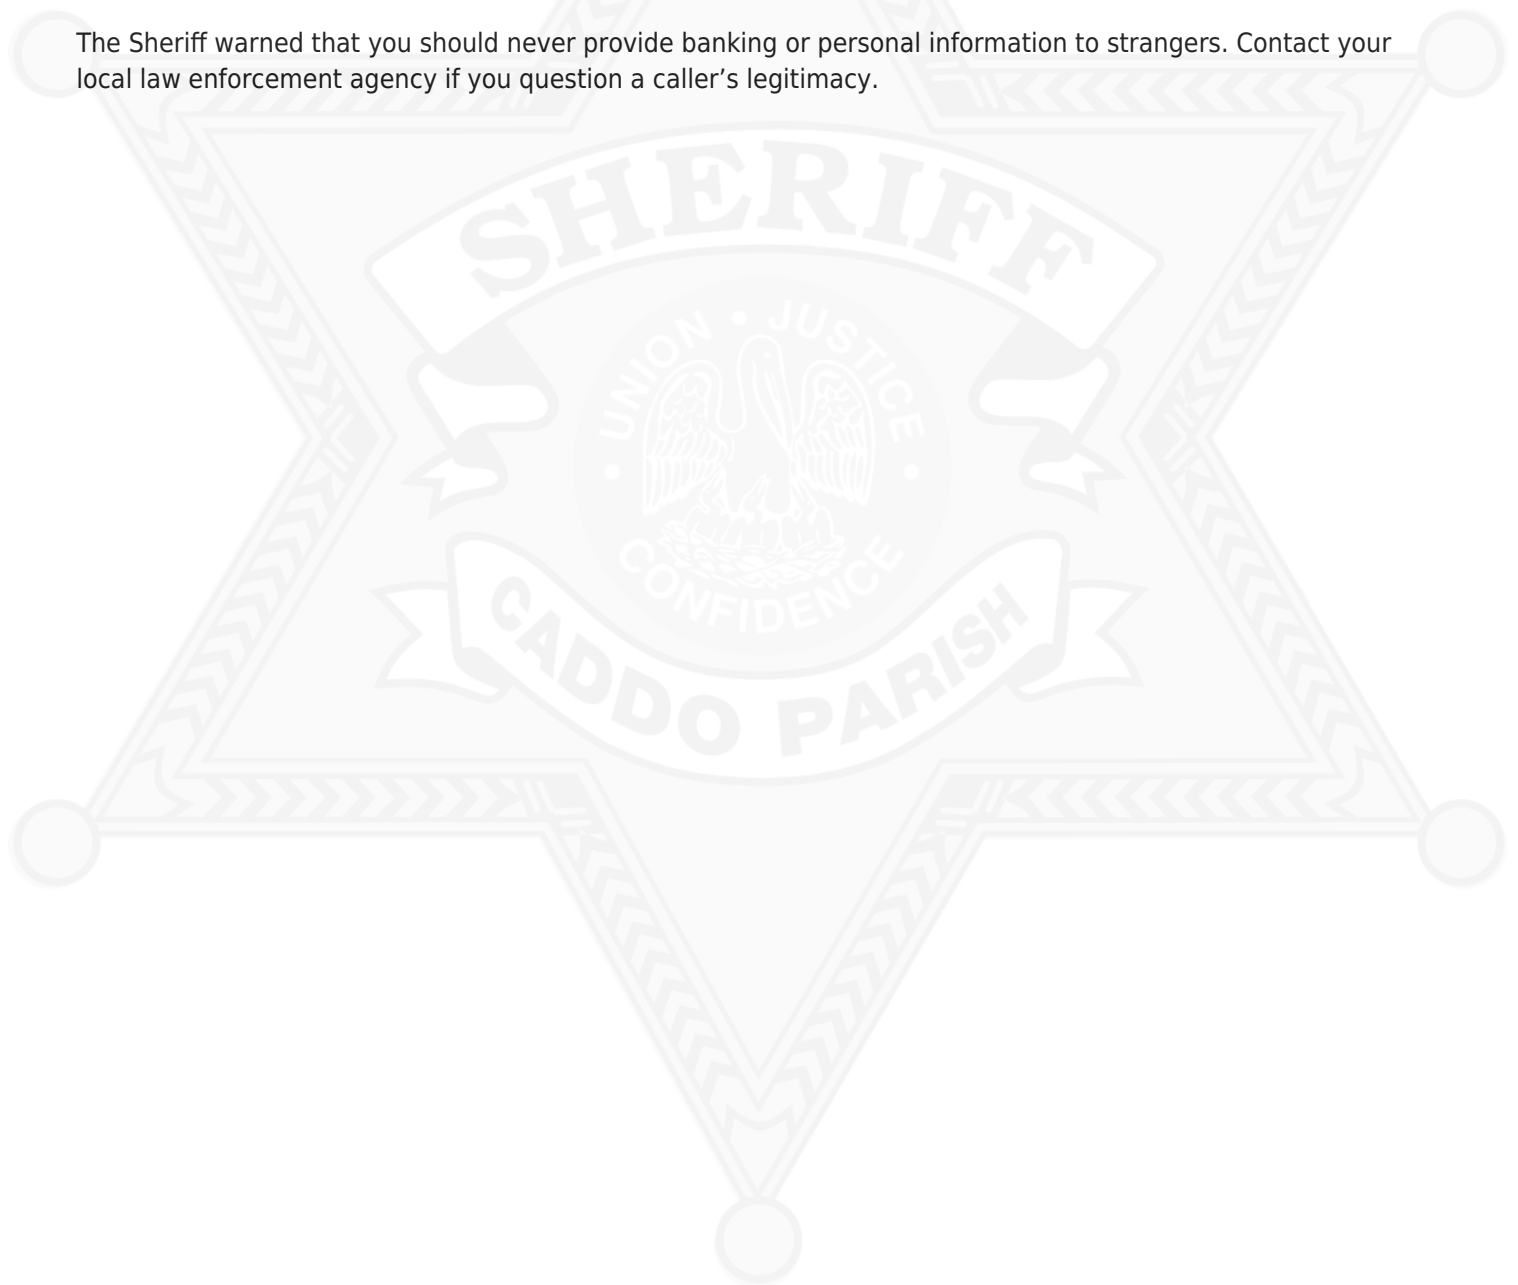 The Sheriff warned that you should never provide banking or personal information to strangers. Contact your
local law enforcement agency if you question a caller’s legitimacy.
SHERIFF
UNION • JUSTICE
• CONFIDENCE •
CADDO PARISH